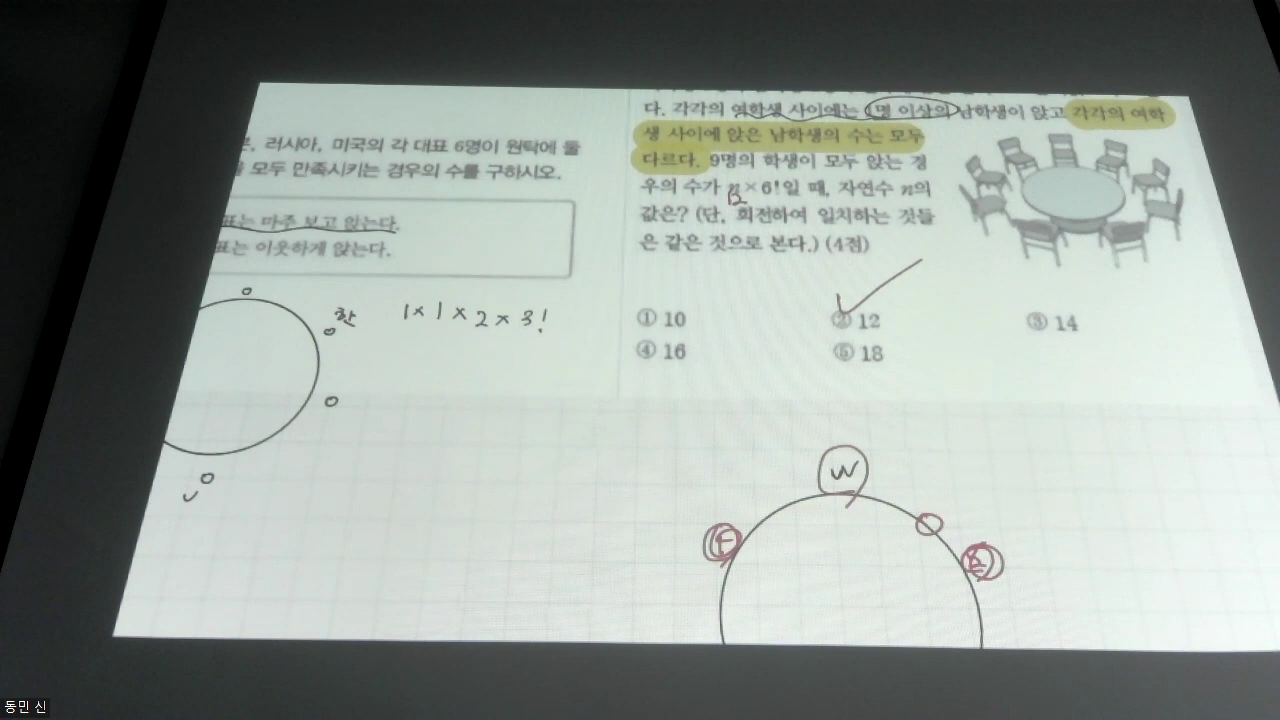 러시아, 미국의 각 대표 6명이 원탁에 둘
모두 만족시키는 경우의 수를 구하시오.
표는 마주 보고 앉는다.
표는 이웃하게 앉는다.
한
1×1×2×3!
다. 각각의 여학생 사이에는 1명 이상의 남학생이 앉고 각각의 여학
생 사이에 앉은 남학생의 수는 모두
다르다. 9명의 학생이 모두 앉는 경
우의 수가 n×6!일 때, 자연수 n의
12
값은? (단, 회전하여 일치하는 것들
은 같은 것으로 본다.) (4점)
① 10 ② 12 ③ 14
④ 16 ⑤ 18
W
동민 신